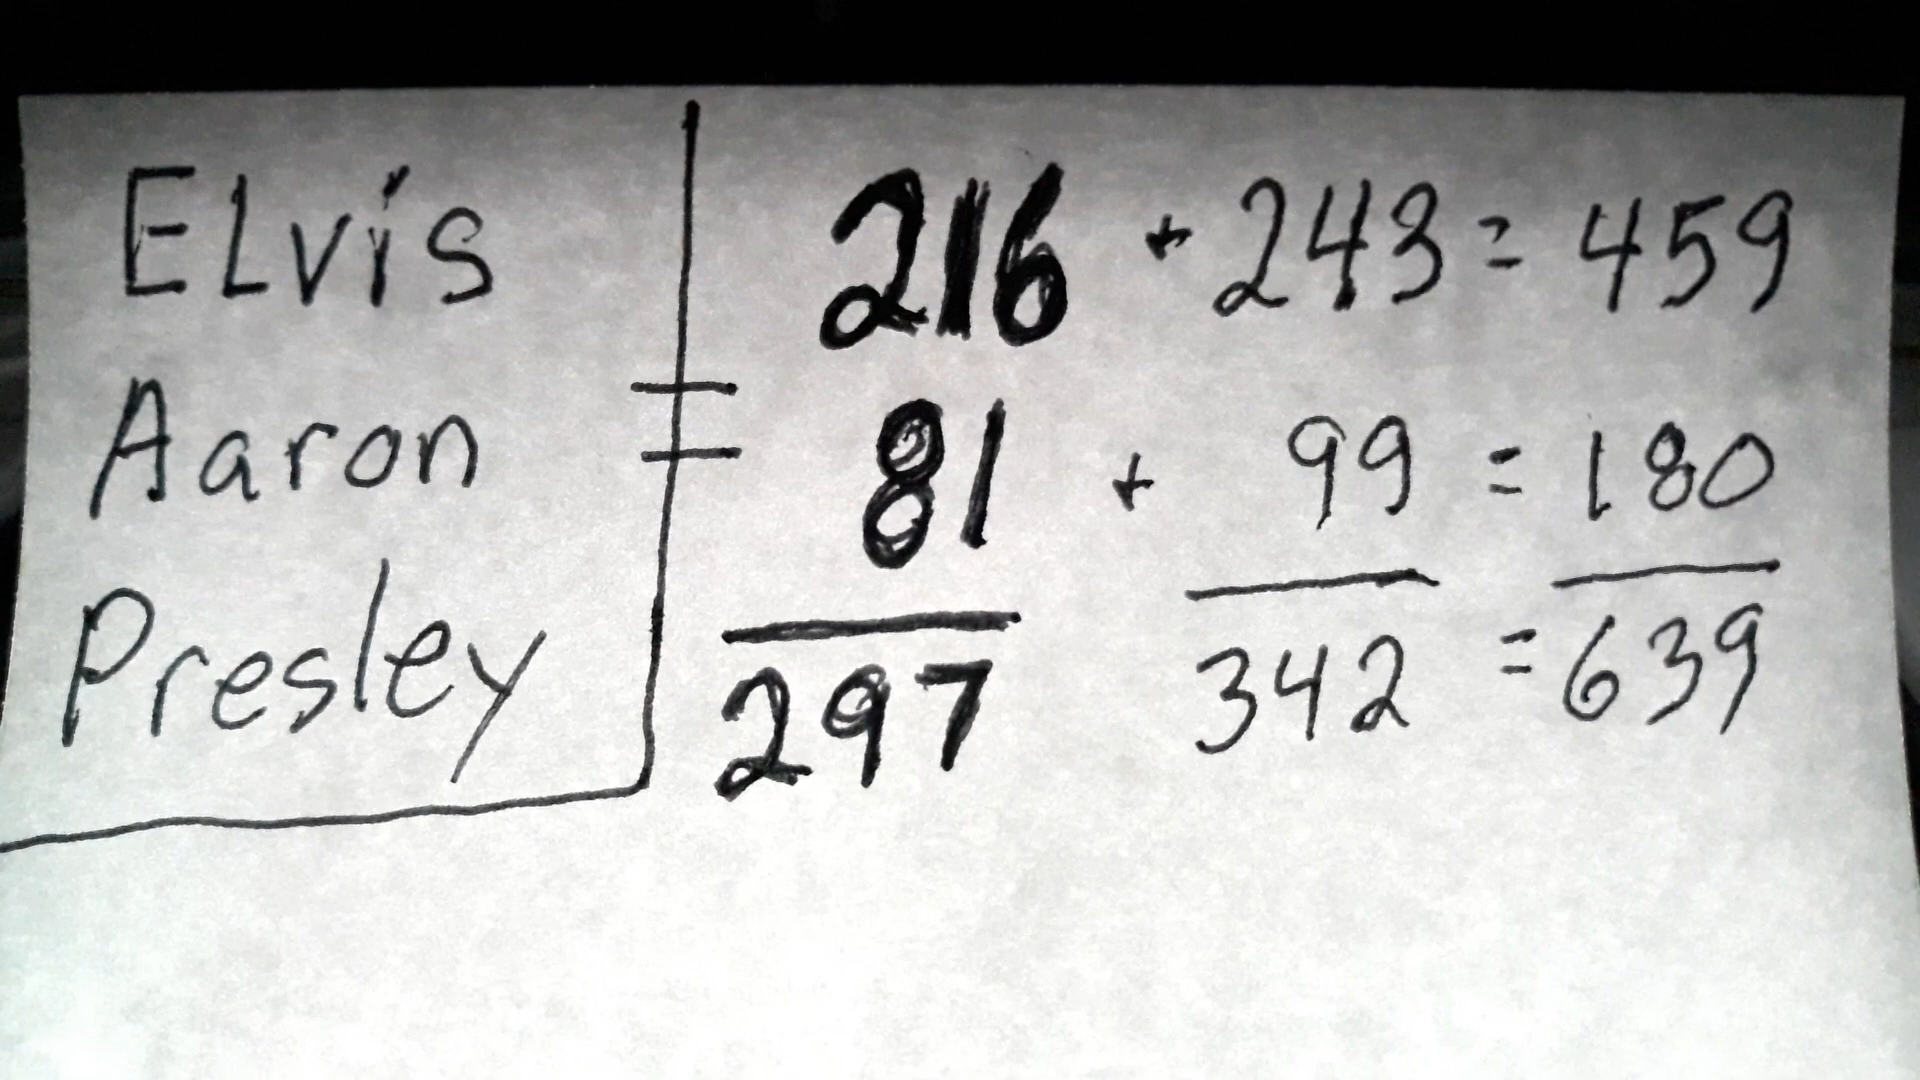 ELvis 216 + 243 = 459
Aaron = 81 + 99 = 180
Presley 297 342 = 639